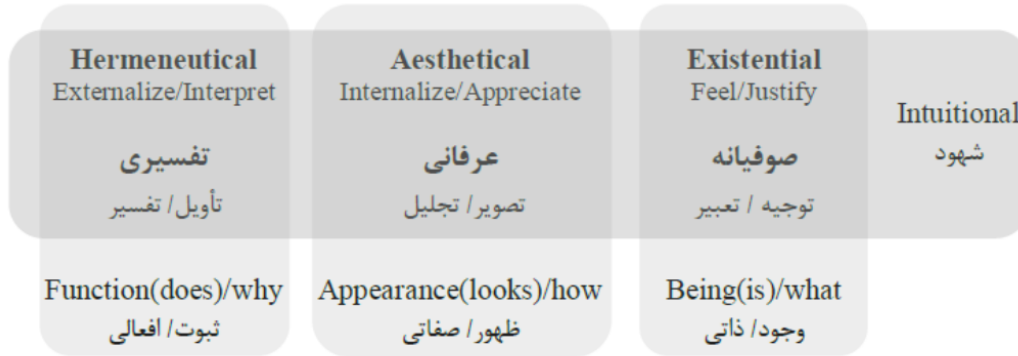 Hermeneutical
Externalize/Interpret
تفسیری
تأویل/ تفسیر
Function(does)/why
ثبوت/ افعالی
Aesthetical
Internalize/Appreciate
عرفانی
تصویر/ تجلیل
Appearance(looks)/how
ظهور/ صفاتی
Existential
Feel/Justify
صوفیانه
توجیه / تعبیر
Being(is)/what
وجود/ ذاتی
Intuitional
شهود